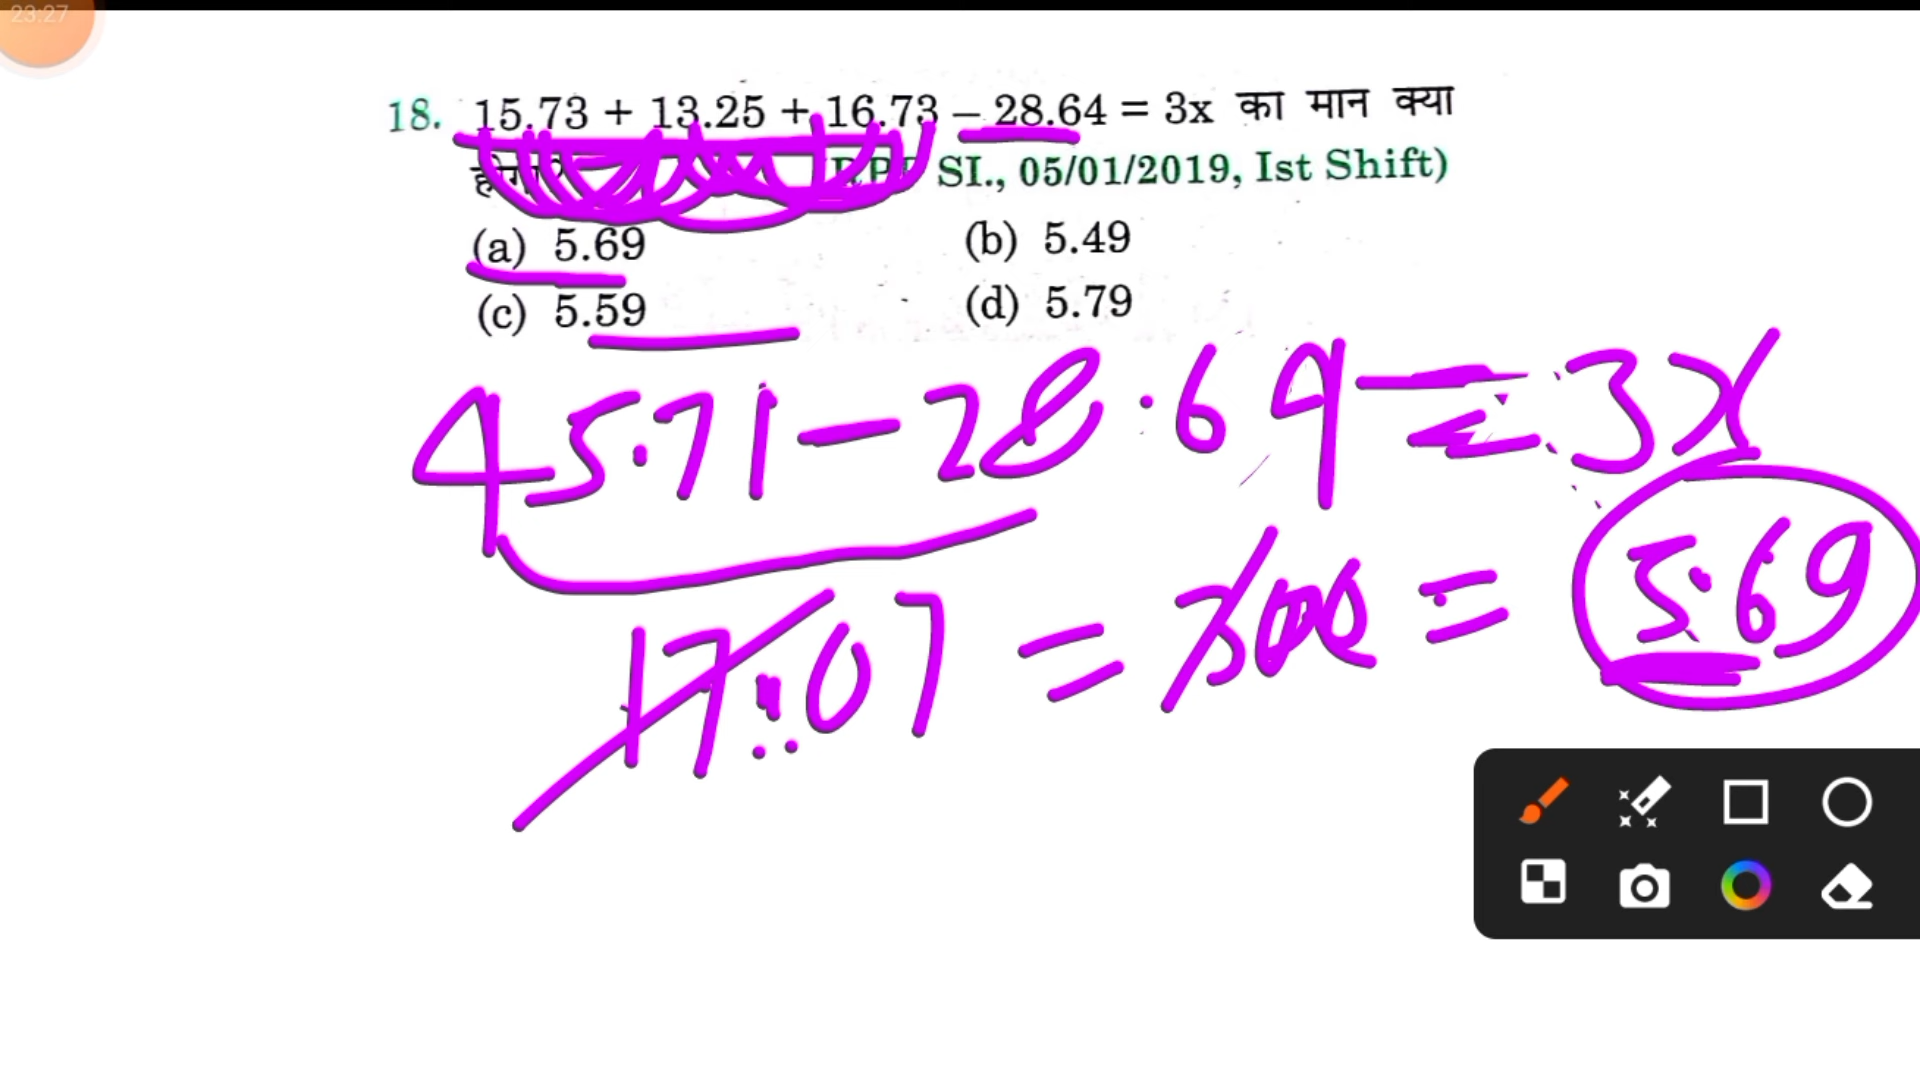 23:27
18. 15.73 + 13.25 + 16.73 – 28.64 = 3x का मान क्या
SI., 05/01/2019, Ist Shift)
(a) 5.69 (b) 5.49
(c) 5.59 (d) 5.79
45.71 – 28.64 = 3x
17.07 = = 5.69